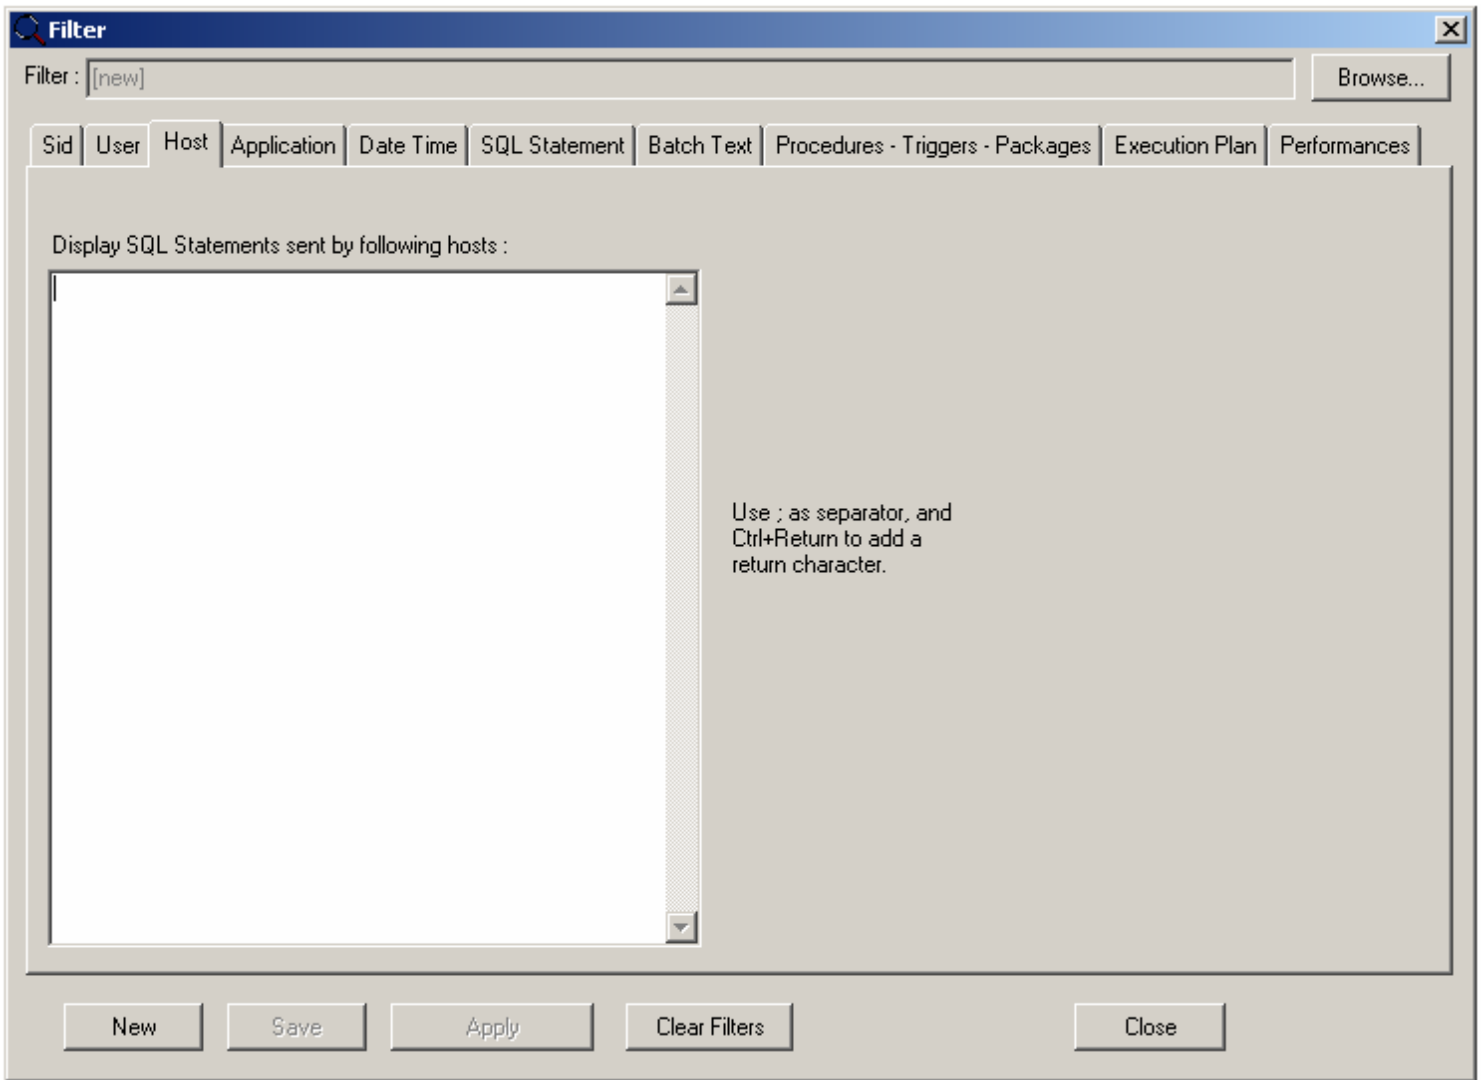 Filter
Filter : [new] Browse...
Sid User Host Application Date Time SQL Statement Batch Text Procedures - Triggers - Packages Execution Plan Performances
Display SQL Statements sent by following hosts :
Use ; as separator, and
Ctrl+Return to add a
return character.
New Save Apply Clear Filters Close